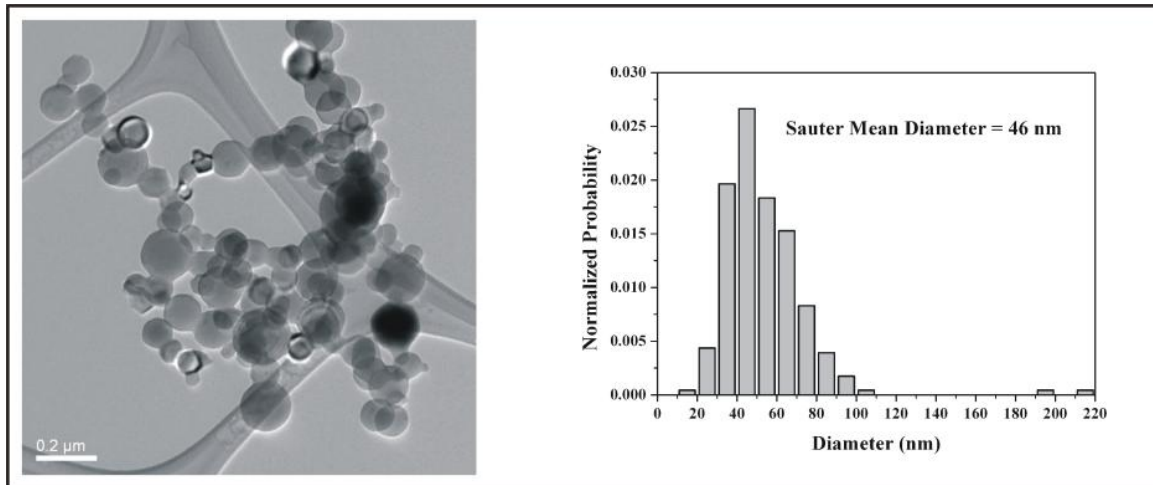 0.2 μm
0.030
0.025
0.020
0.015
0.010
0.005
0.000
Normalized Probability
Sauter Mean Diameter = 46 nm
0 20 40 60 80 100 120 140 160 180 200 220
Diameter (nm)